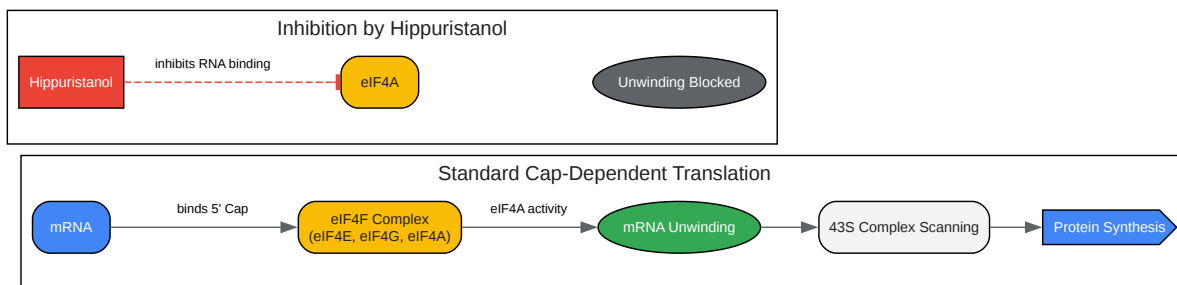 Inhibition by Hippuristanol
Hippuristanol
inhibits RNA binding
eIF4A
Unwinding Blocked
Standard Cap-Dependent Translation
mRNA
binds 5' Cap
eIF4F Complex
(eIF4E, eIF4G, eIF4A)
eIF4A activity
mRNA Unwinding
43S Complex Scanning
Protein Synthesis